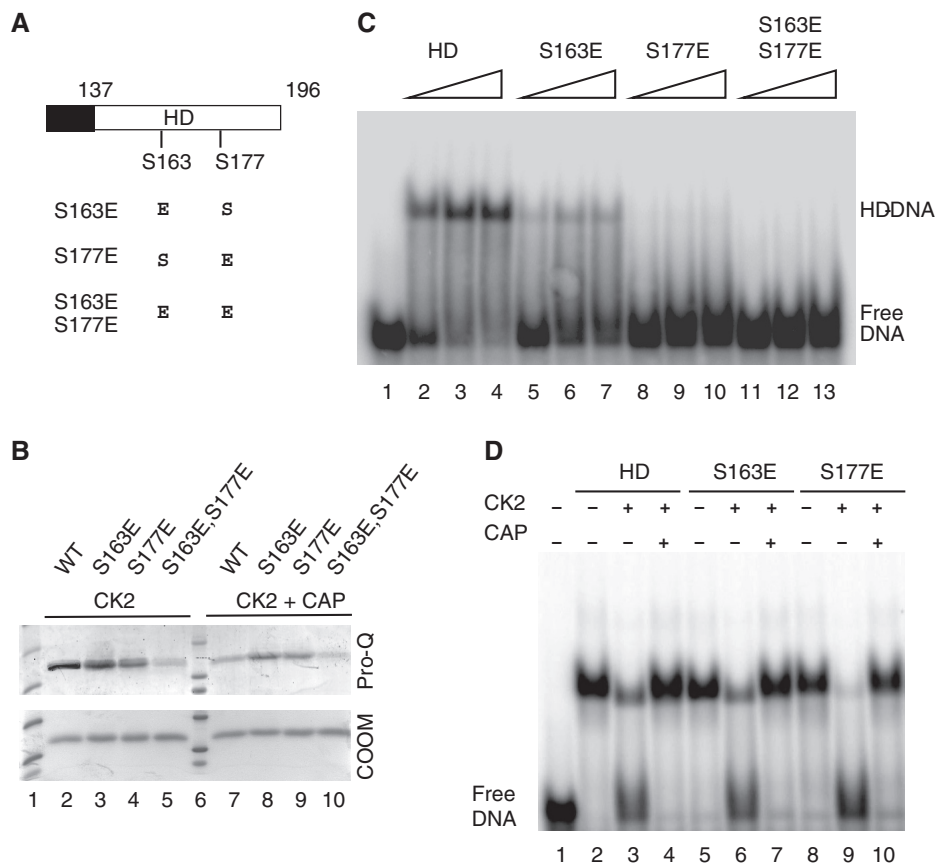 A
137 196
HD
S163 S177
S163E E S
S177E S E
S163E
S177E
E E
B
WT S163E S177E S163E,S177E WT S163E S177E S163E,S177E
CK2 CK2 + CAP
Pro-Q
COOM
1 2 3 4 5 6 7 8 9 10
C
HD S163E S177E S163E
S177E
HD-DNA
Free
DNA
1 2 3 4 5 6 7 8 9 10 11 12 13
D
HD S163E S177E
CK2 – – + + – + + – + +
CAP – – – + – – + – – +
Free
DNA
1 2 3 4 5 6 7 8 9 10